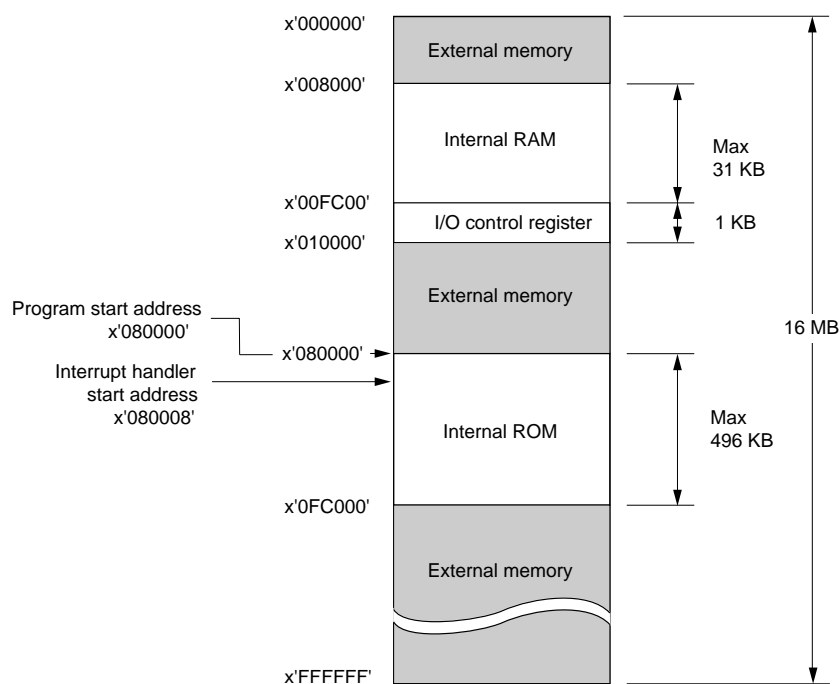 x'000000'
External memory
x'008000'
Internal RAM
Max
31 KB
x'00FC00'
I/O control register
1 KB
x'010000'
External memory
16 MB
Program start address
x'080000'
x'080000'
Interrupt handler
start address
x'080008'
Internal ROM
Max
496 KB
x'0FC000'
External memory
x'FFFFFF'